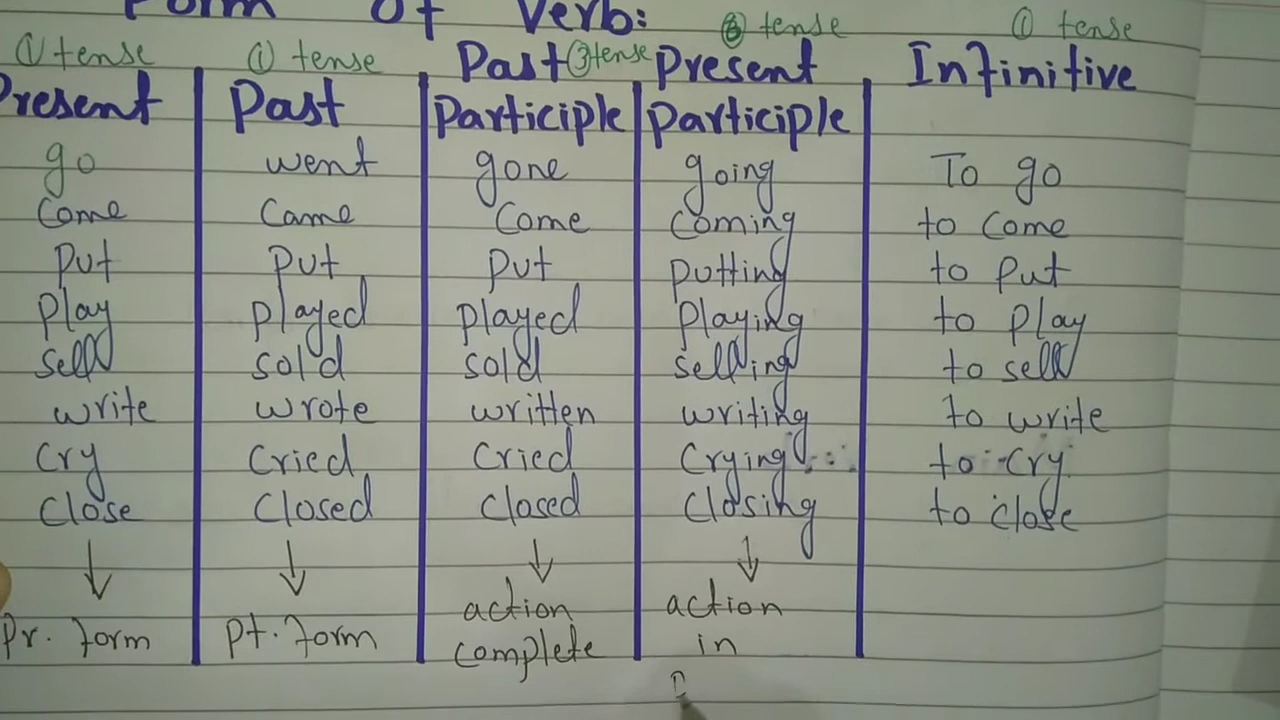 Form Of Verb:
① tense ① tense ③ tense tense ① tense
Present Past Past Participle Present Participle Infinitive
go went gone going To go
Come Came Come Coming to Come
Put Put Put Putting to Put
Play Played Played Playing to Play
sell sold sold selling to sell
write wrote written writing to write
Cry Cried Cried Crying to cry
Close Closed Closed Closing to close
Pr. form Pt. form action complete action in